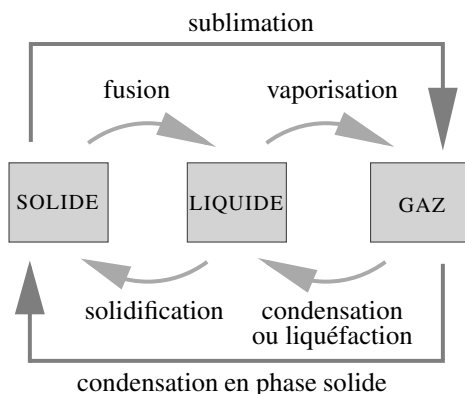 sublimation
fusion
vaporisation
SOLIDE
LIQUIDE
GAZ
solidification
condensation
ou liquéfaction
condensation en phase solide